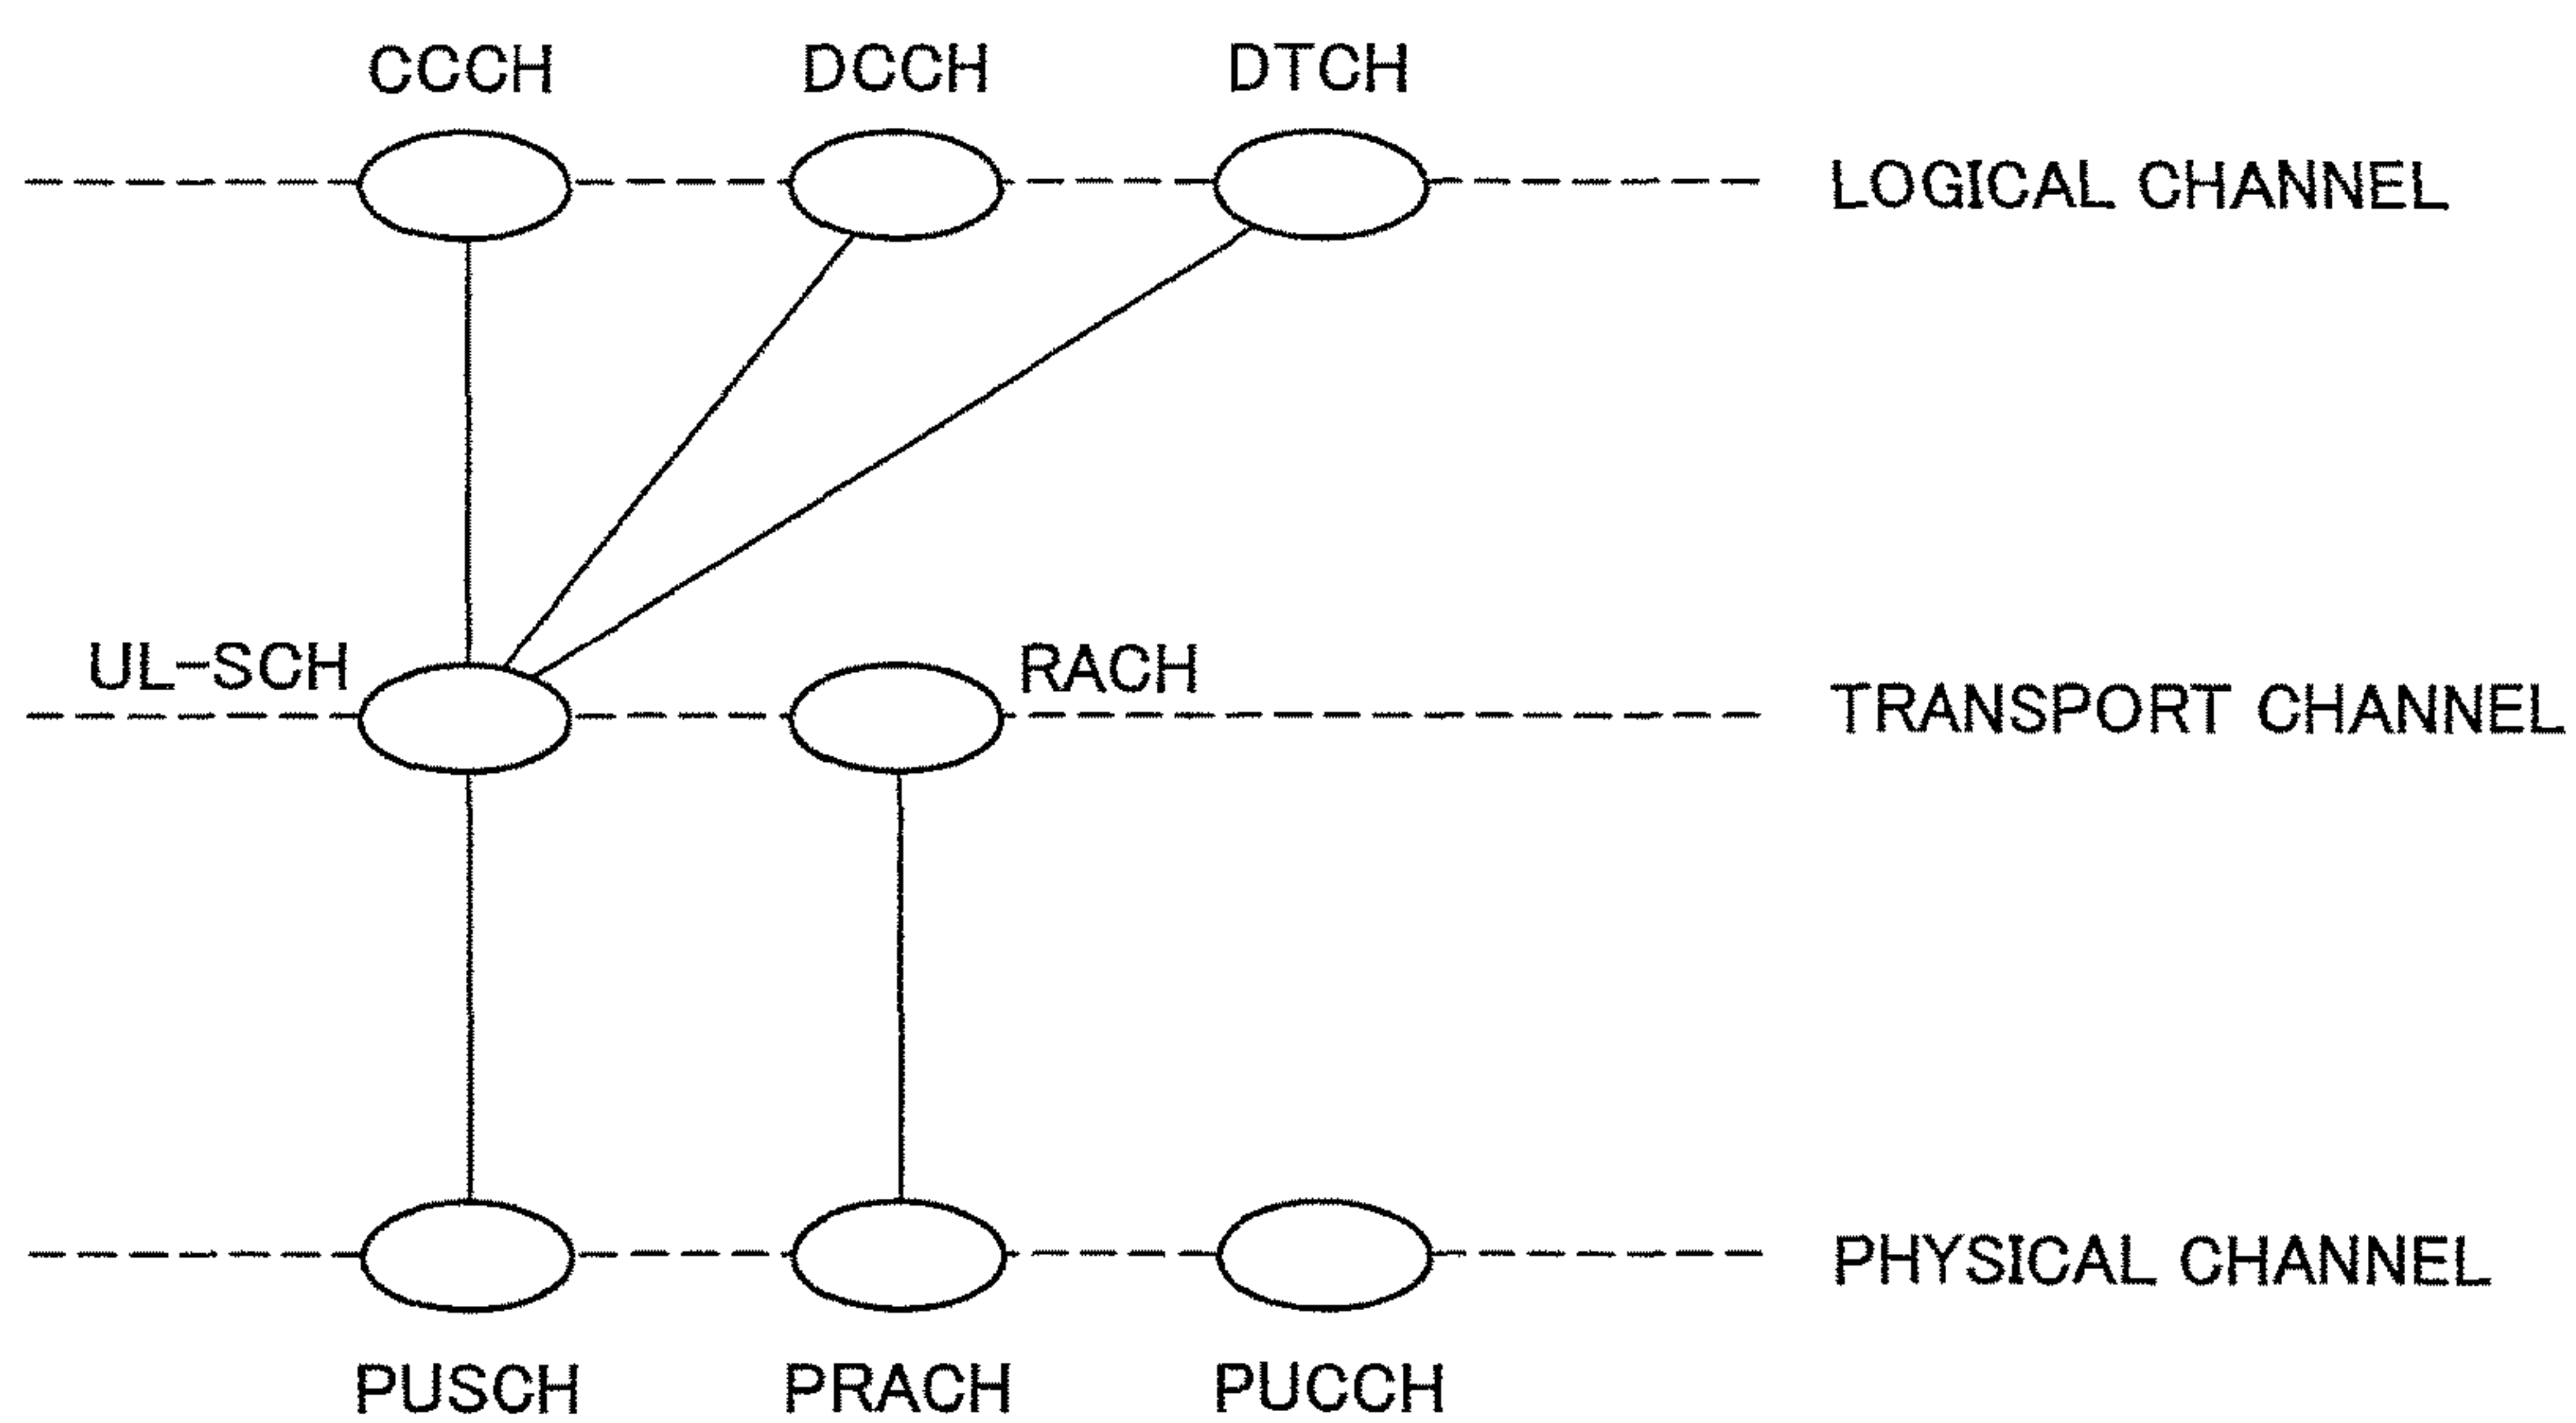 CCCH DCCH DTCH
LOGICAL CHANNEL
UL-SCH RACH
TRANSPORT CHANNEL
PHYSICAL CHANNEL
PUSCH PRACH PUCCH